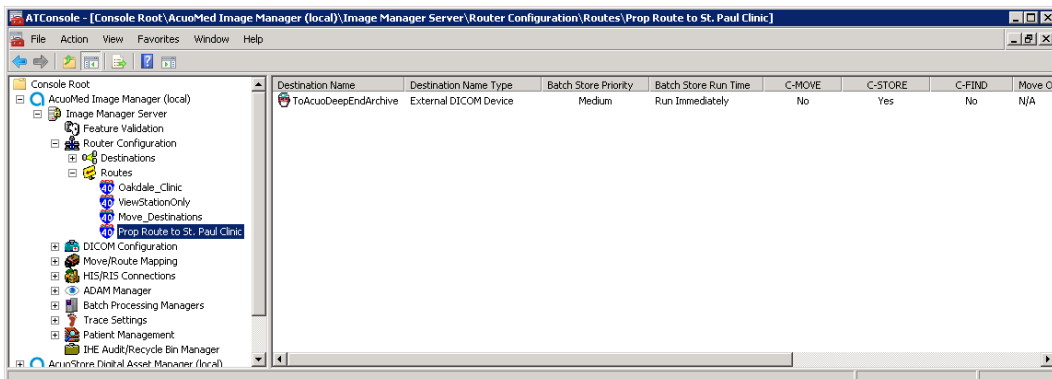 ATConsole - [Console Root\AcuoMed Image Manager (local)\Image Manager Server\Router Configuration\Routes\Prop Route to St. Paul Clinic]
File Action View Favorites Window Help
Console Root
AcuoMed Image Manager (local)
Image Manager Server
Feature Validation
Router Configuration
Destinations
Routes
40 Oakdale_Clinic
40 ViewStationOnly
40 Move_Destinations
40 Prop Route to St. Paul Clinic
DICOM Configuration
Move/Route Mapping
HIS/RIS Connections
ADAM Manager
Batch Processing Managers
Trace Settings
Patient Management
IHE Audit/Recycle Bin Manager
AcuoStore Digital Asset Manager (local)
Destination Name Destination Name Type Batch Store Priority Batch Store Run Time C-MOVE C-STORE C-FIND Move O
ToAcuoDeepEndArchive External DICOM Device Medium Run Immediately No Yes No N/A